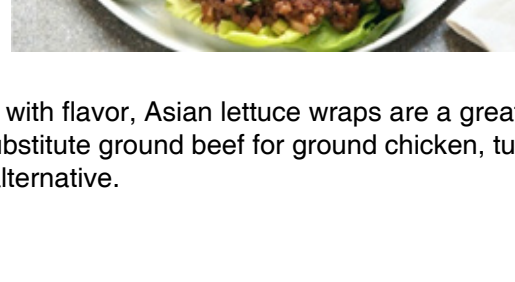 with flavor, Asian lettuce wraps are a great
ubstitute ground beef for ground chicken, tu
lternative.